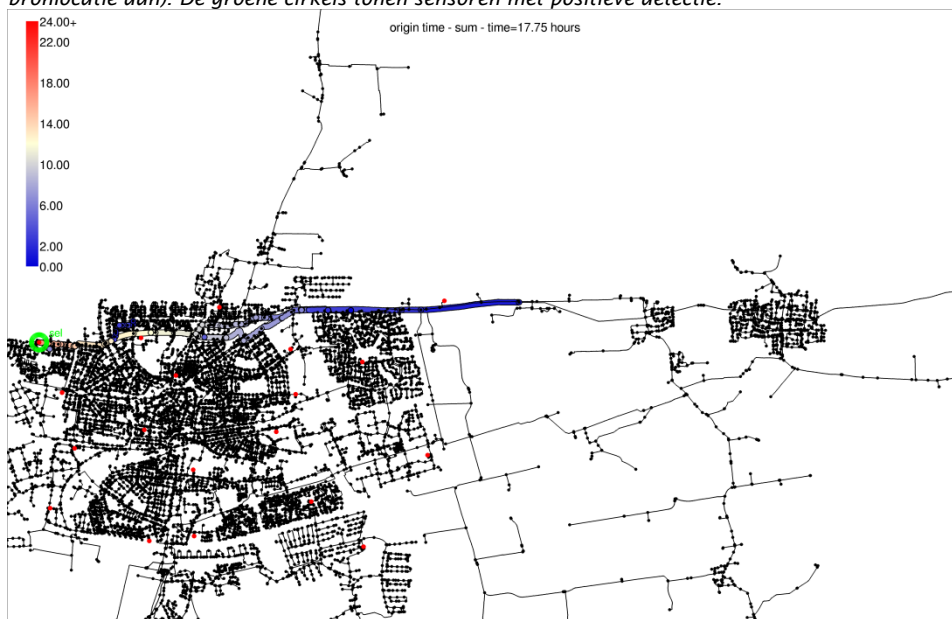 bronlocatie aan). De groene cirkels tonen sensoren met positieve detectie.
origin time - sum - time=17.75 hours
24.00+
22.00
18.00
14.00
10.00
6.00
2.00
0.00
sel